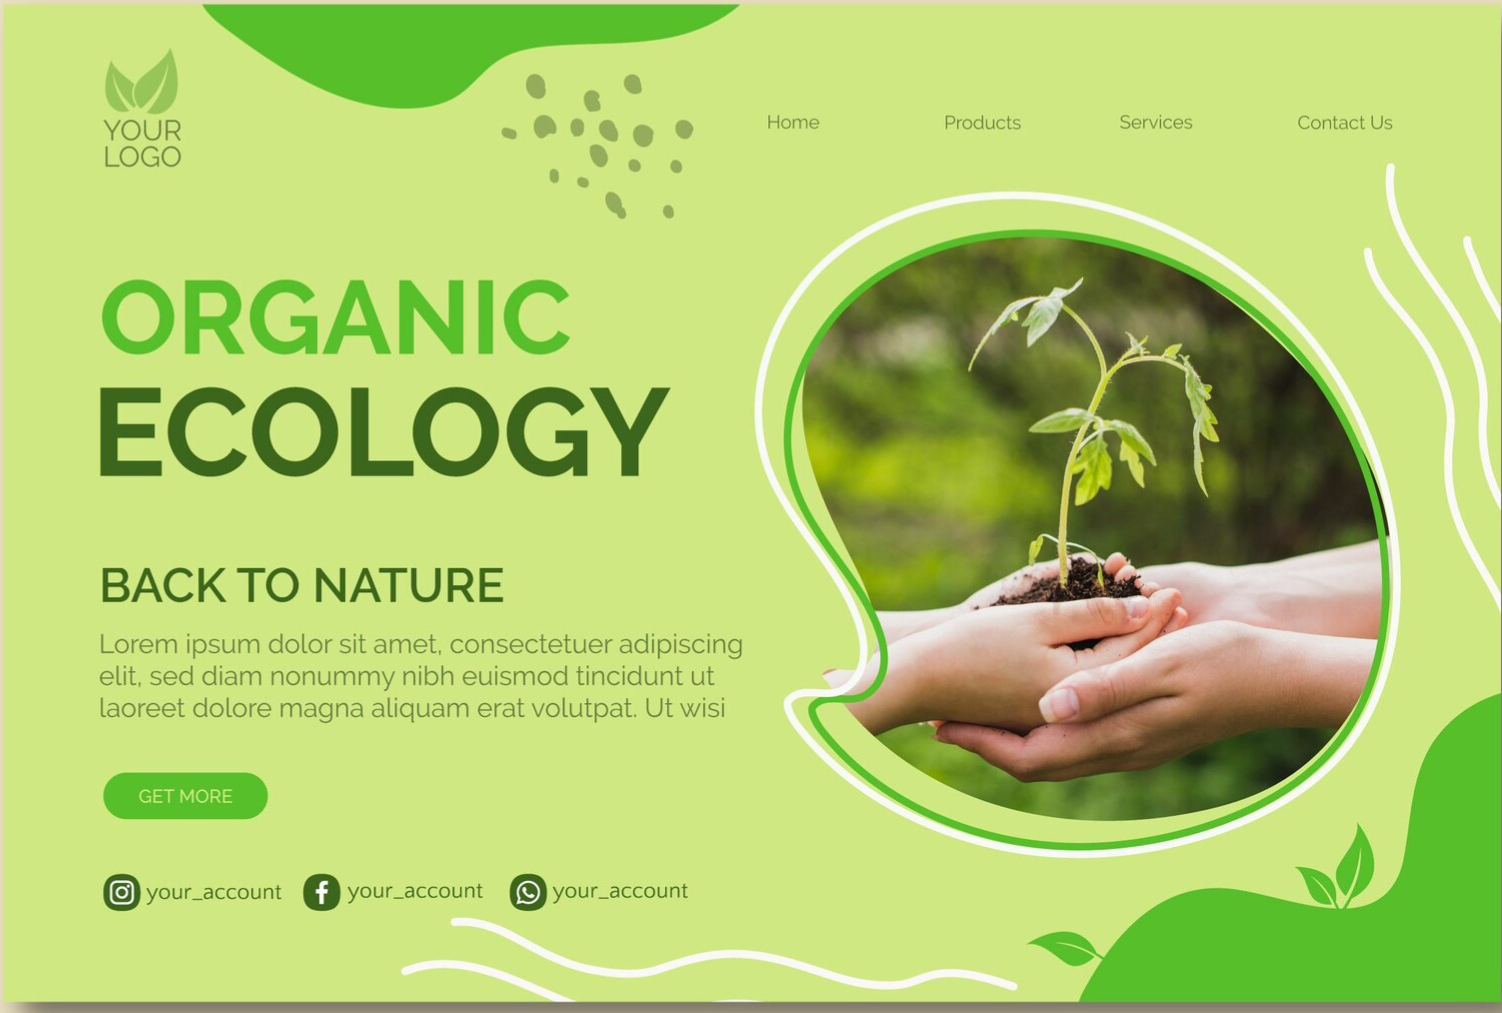 YOUR
LOGO
Home
Products
Services
Contact Us
ORGANIC
ECOLOGY
BACK TO NATURE
Lorem ipsum dolor sit amet, consectetuer adipiscing
elit, sed diam nonummy nibh euismod tincidunt ut
laoreet dolore magna aliquam erat volutpat. Ut wisi
GET MORE
your_account
your_account
your_account